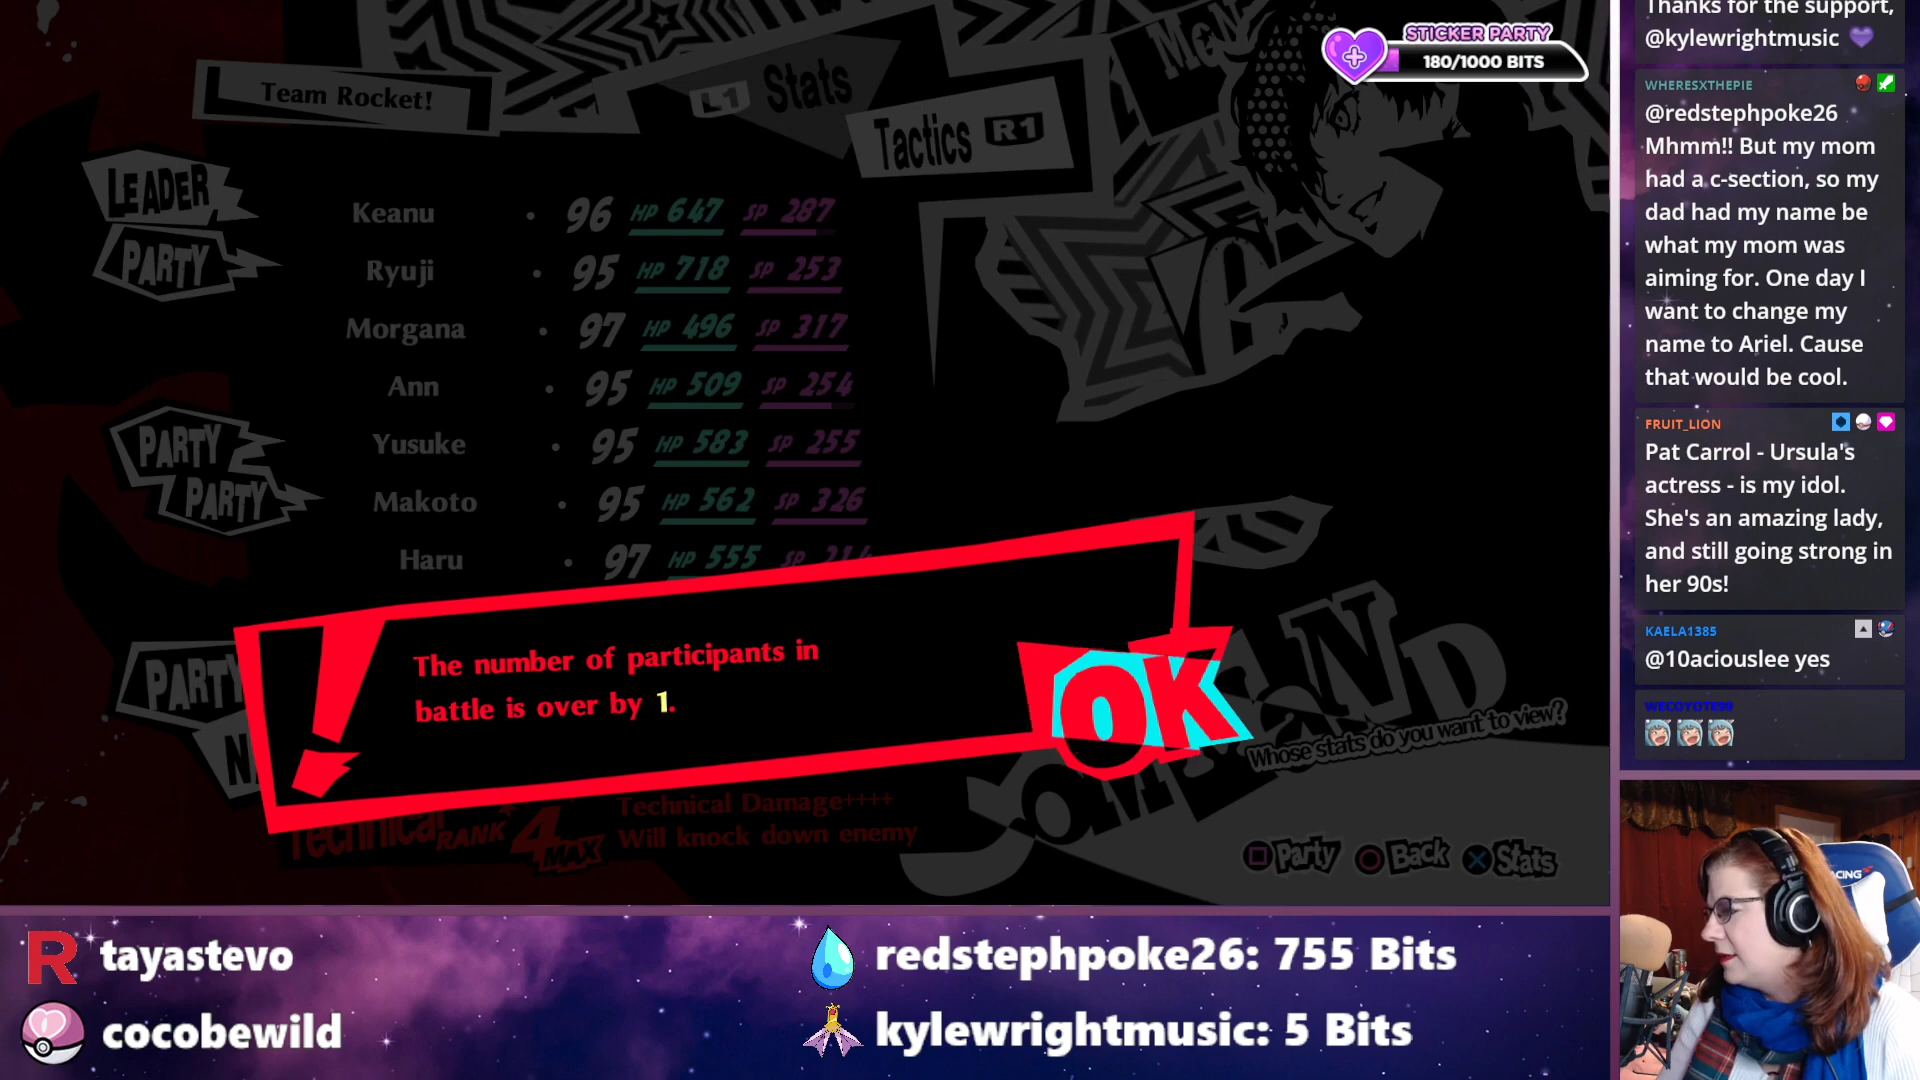 Team Rocket!
L1 Stats
Tactics R1
STICKER PARTY
180/1000 BITS
LEADER
PARTY
PARTY
PARTY
PARTY
Keanu 96 HP 647 SP 287
Ryuji 95 HP 718 SP 253
Morgana 97 HP 496 SP 317
Ann 95 HP 509 SP 254
Yusuke 95 HP 583 SP 255
Makoto 95 HP 562 SP 326
Haru 97 HP 555 SP 214
The number of participants in
battle is over by 1.
OK
Whose stats do you want to view?
Technical RANK 4 MAX
Technical Damage++++
Will knock down enemy
Party Back Stats
Thanks for the support,
@kylewrightmusic
WHERESXTHEPIE
@redstephpoke26
Mhmm!! But my mom
had a c-section, so my
dad had my name be
what my mom was
aiming for. One day I
want to change my
name to Ariel. Cause
that would be cool.
FRUIT_LION
Pat Carrol - Ursula's
actress - is my idol.
She's an amazing lady,
and still going strong in
her 90s!
KAELA1385
@10aciouslee yes
WECOYOTE99
R tayastevo
cocobewild
redstephpoke26: 755 Bits
kylewrightmusic: 5 Bits